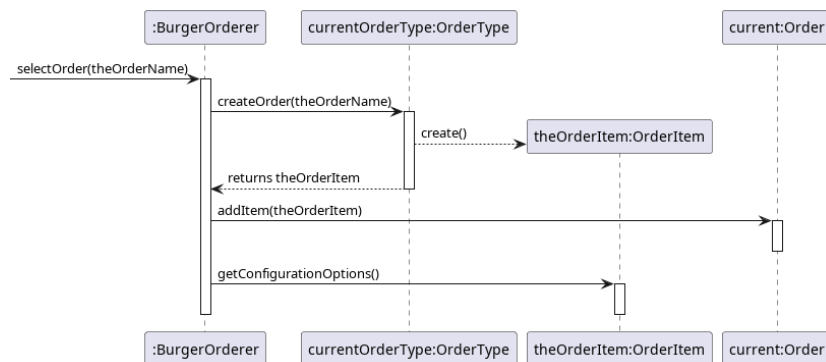 :BurgerOrderer
currentOrderType:OrderType
current:Order
selectOrder(theOrderName)
createOrder(theOrderName)
create()
theOrderItem:OrderItem
returns theOrderItem
addItem(theOrderItem)
getConfigurationOptions()
:BurgerOrderer
currentOrderType:OrderType
theOrderItem:OrderItem
current:Order